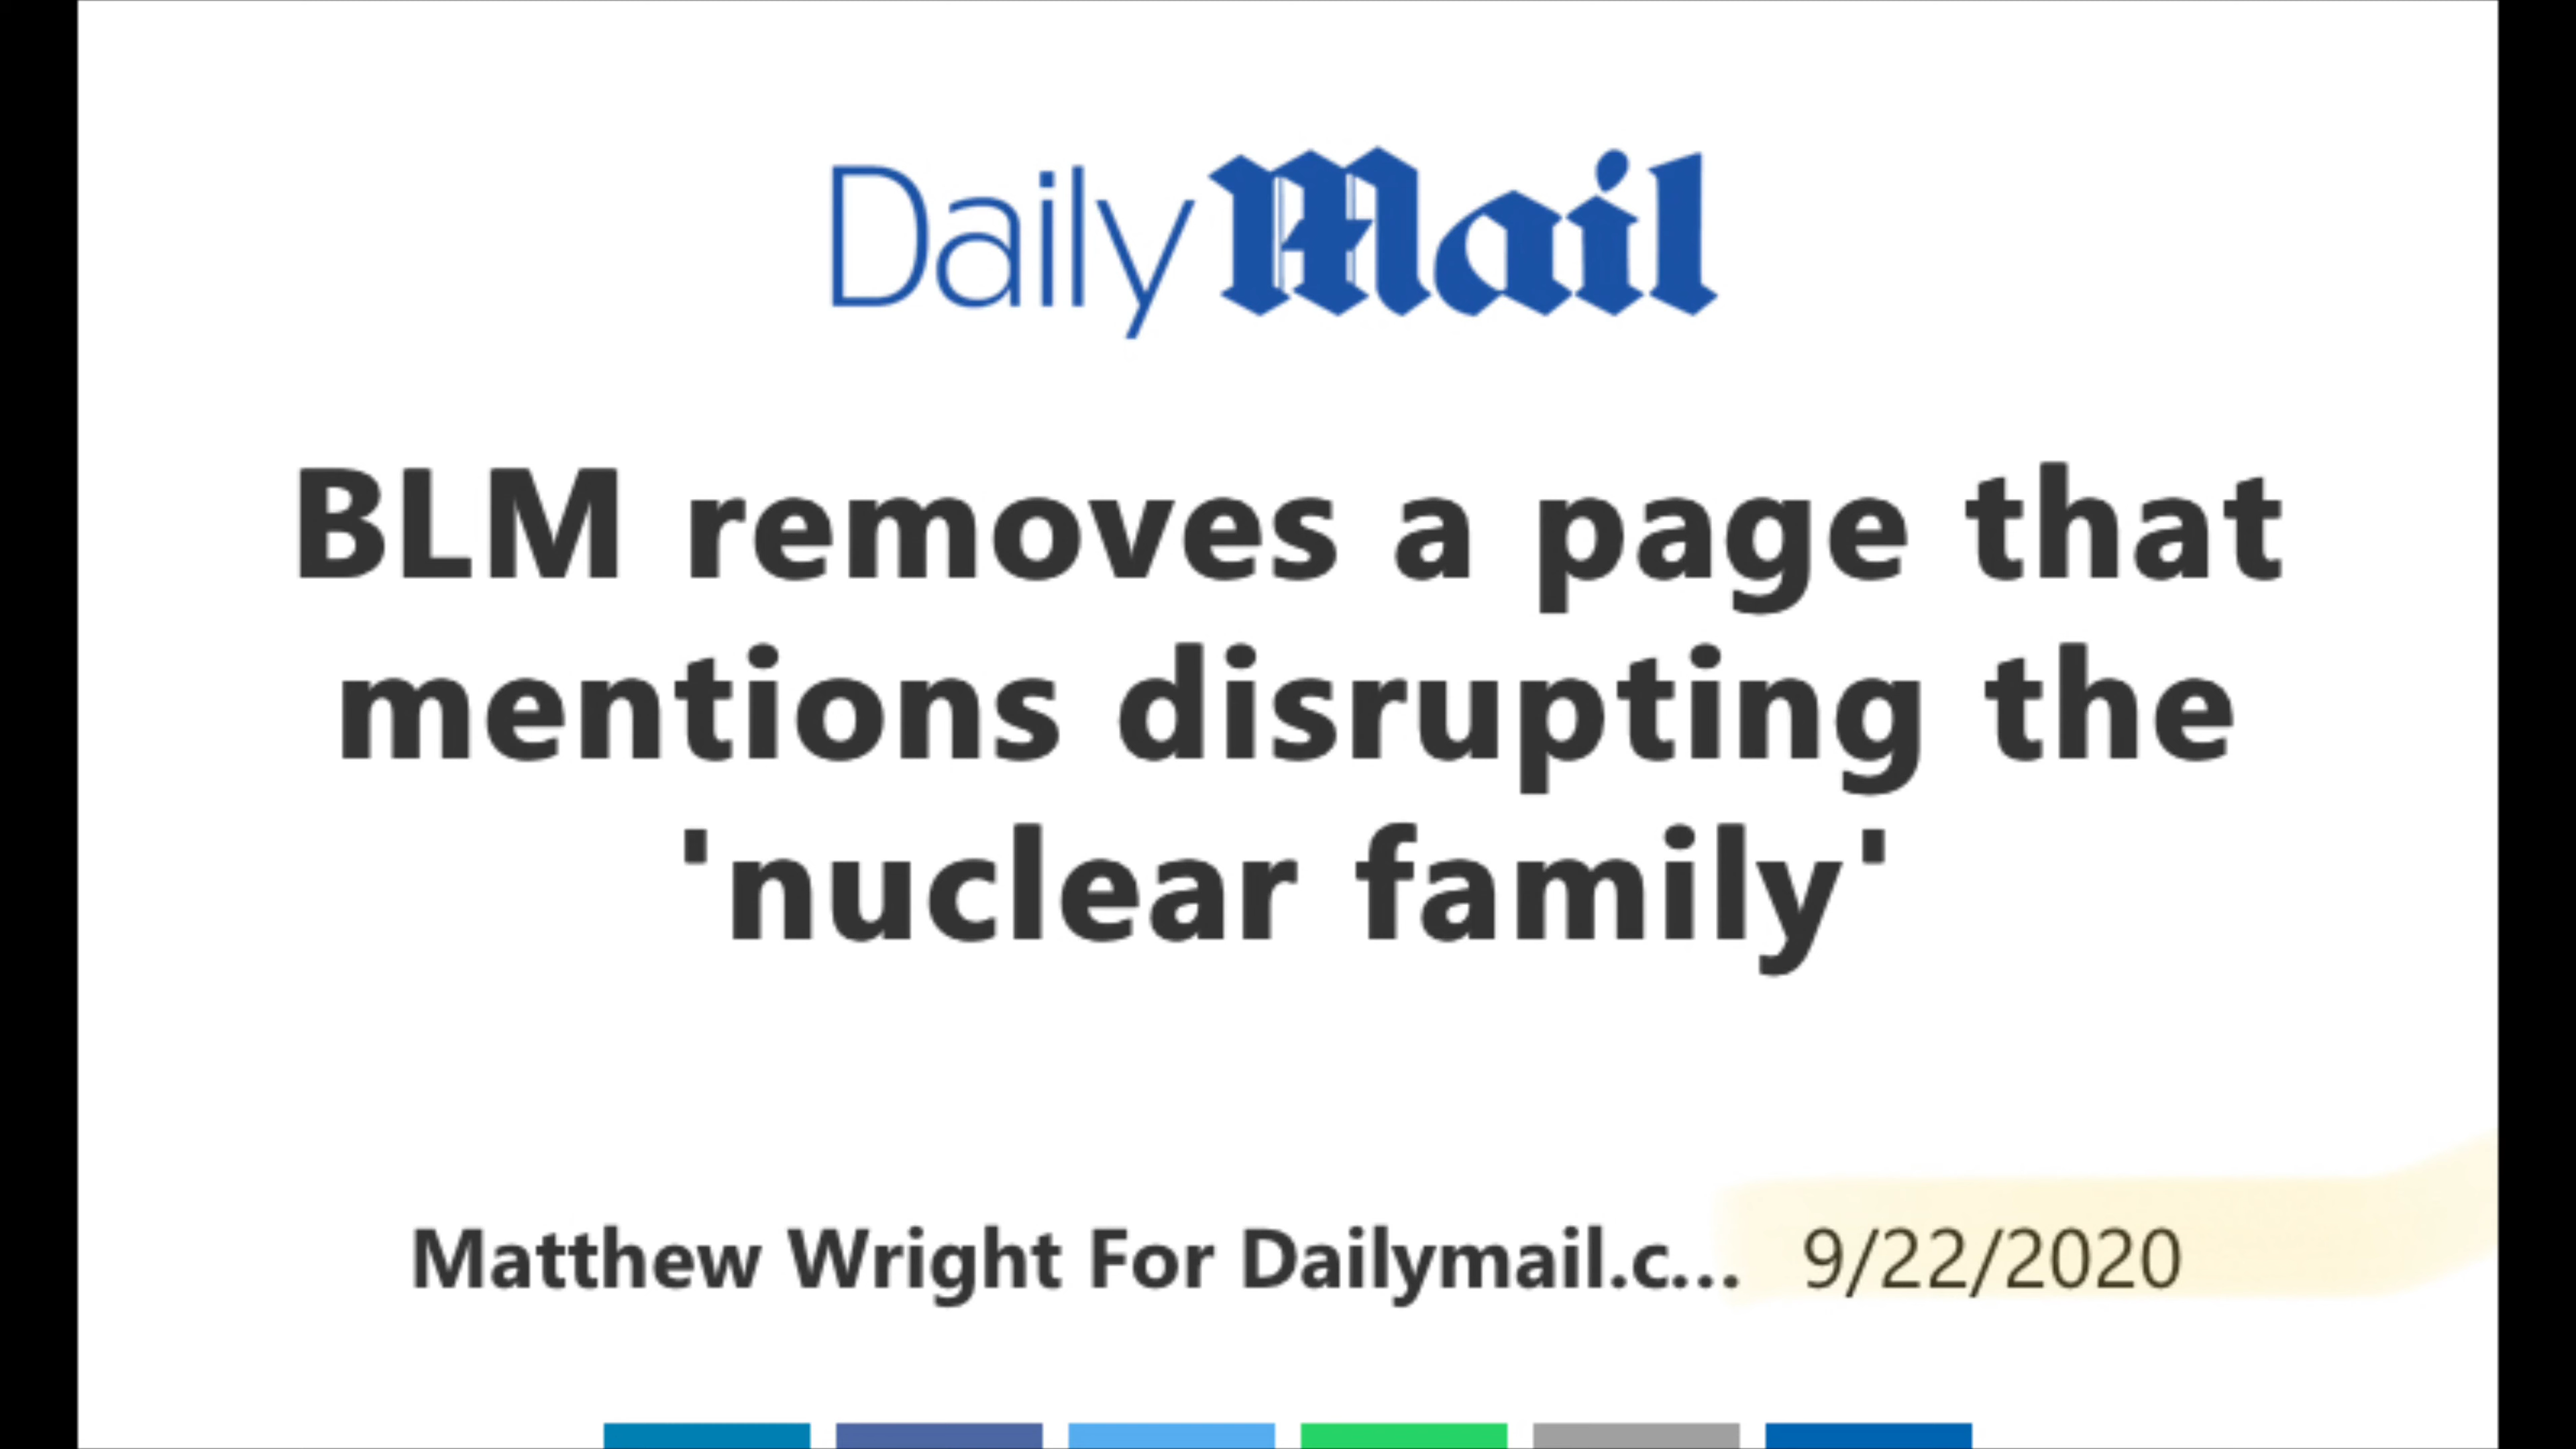 Daily Mail
BLM removes a page that
mentions disrupting the
'nuclear family'
Matthew Wright For Dailymail.c... 9/22/2020